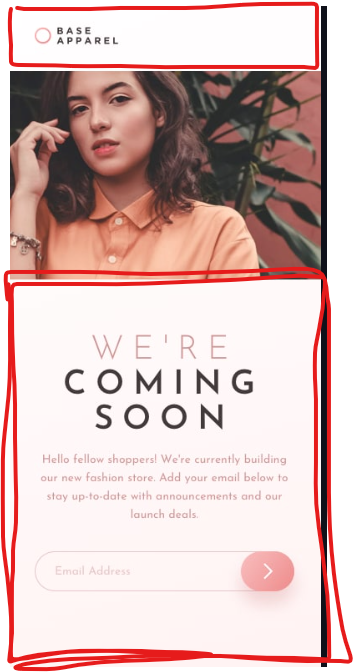 BASE
APPAREL
WE'RE
COMING
SOON
Hello fellow shoppers! We're currently building
our new fashion store. Add your email below to
stay up-to-date with announcements and our
launch deals.
Email Address